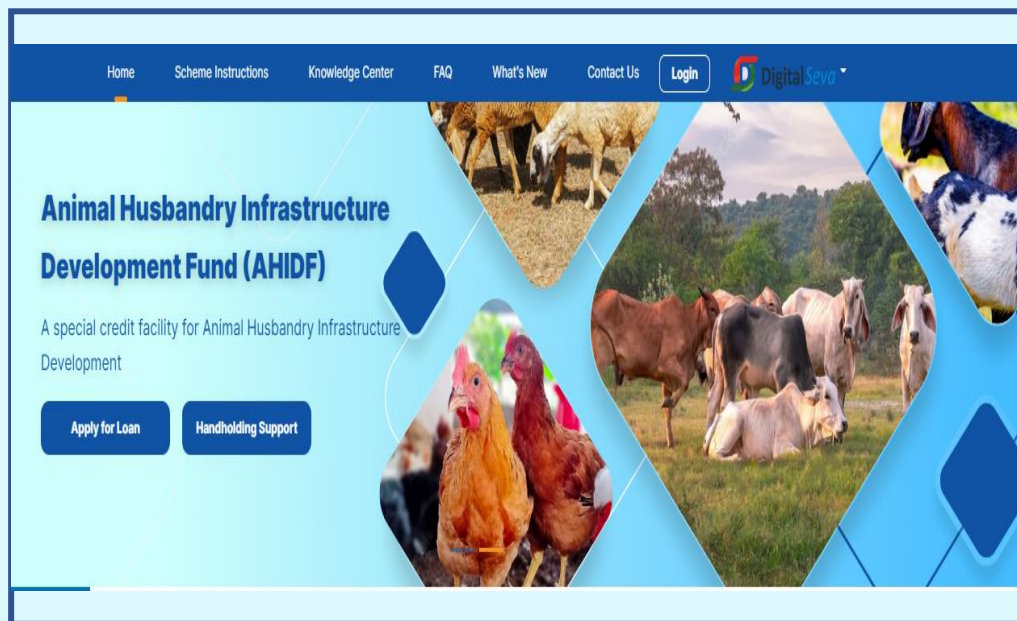 Home Scheme Instructions Knowledge Center FAQ What's New Contact Us Login DigitalSeva
Animal Husbandry Infrastructure
Development Fund (AHIDF)
A special credit facility for Animal Husbandry Infrastructure
Development
Apply for Loan Handholding Support